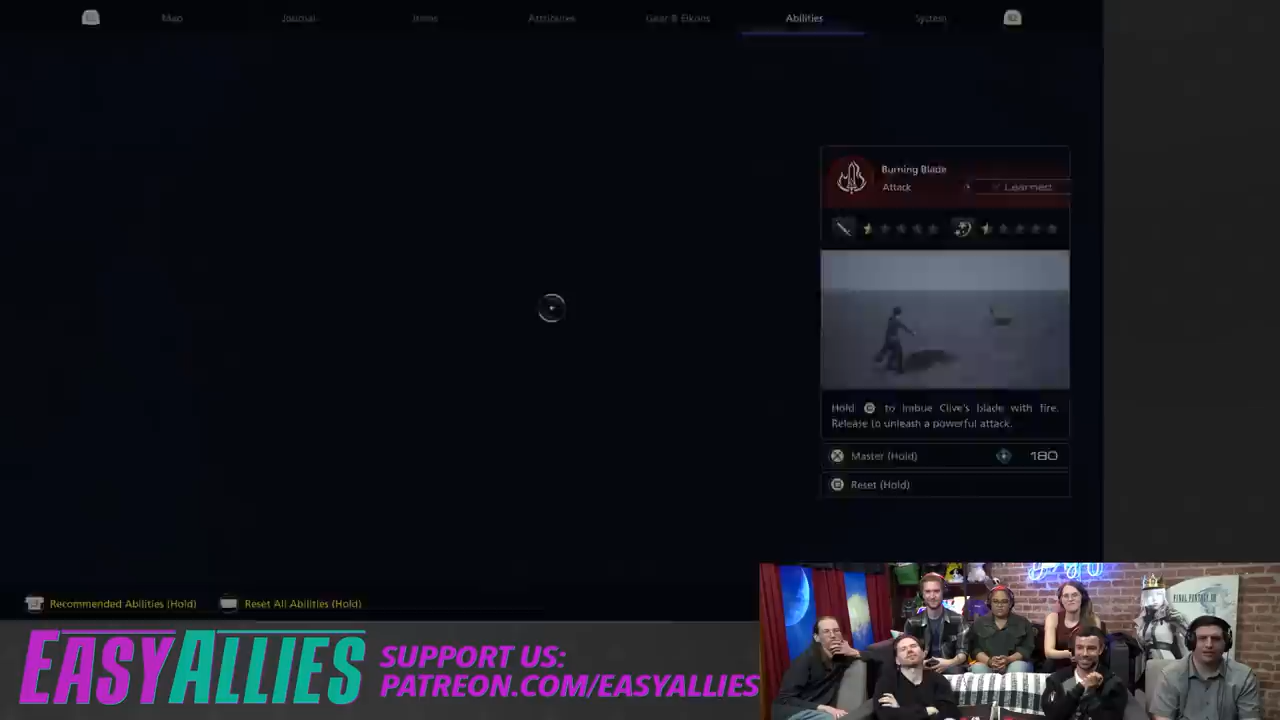 Map Journal Items Attributes Gear & Eikons Abilities System
Burning Blade
Attack
Learned
Hold to imbue Clive's blade with fire.
Release to unleash a powerful attack.
Master (Hold) 180
Reset (Hold)
Recommended Abilities (Hold) Reset All Abilities (Hold)
EASYALLIES
SUPPORT US:
PATREON.COM/EASYALLIES
FINAL FANTASY XIII